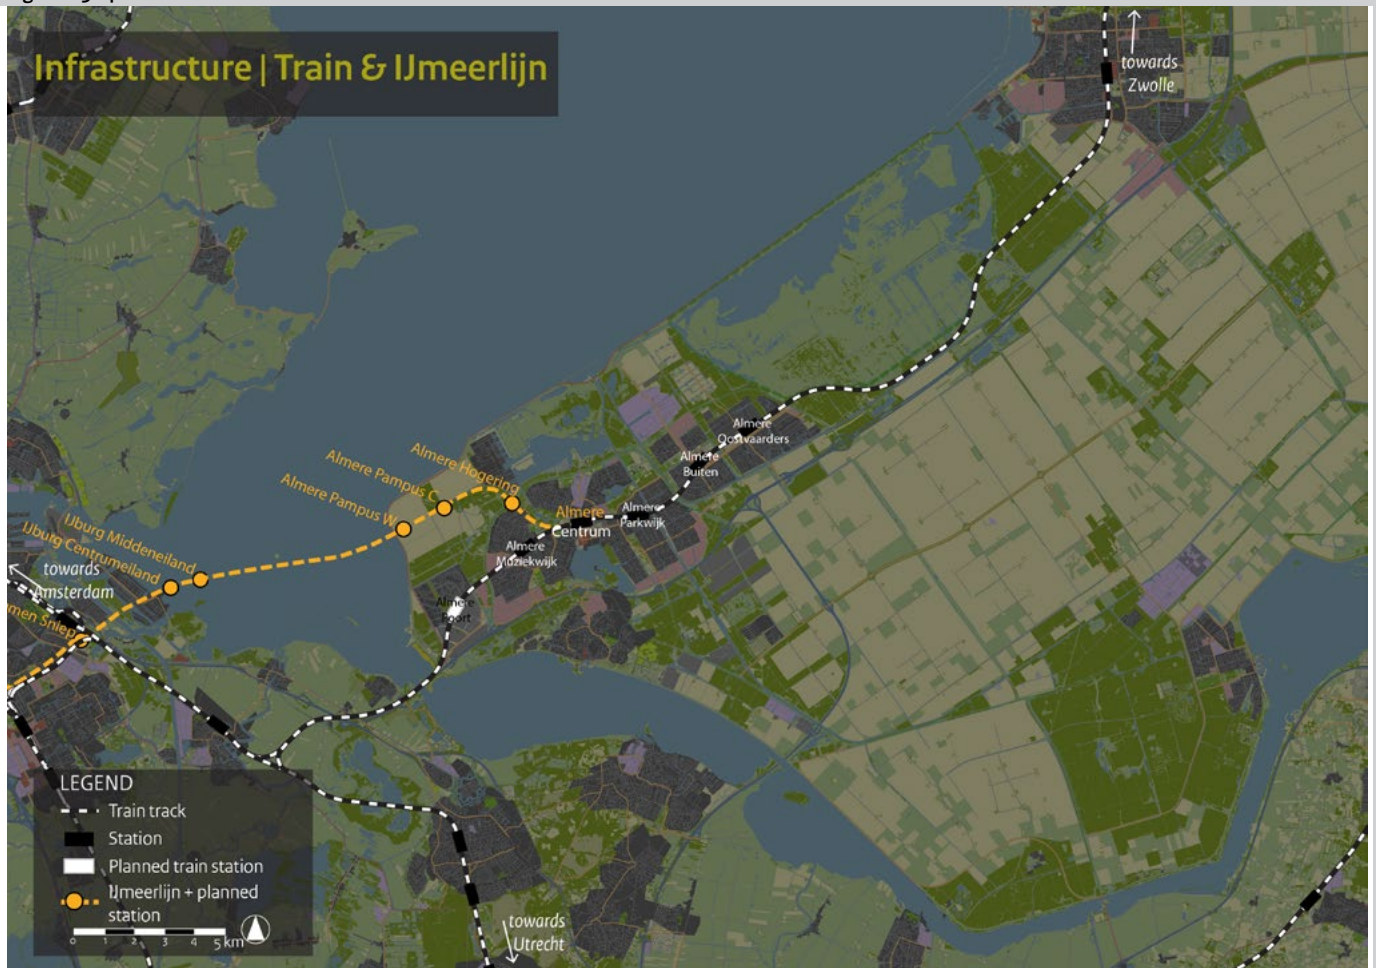 Infrastructure | Train & IJmeerlijn
towards
Zwolle
Almere
Oostvaarders
Almere
Buiten
Almere Hogering
Almere Pampus C
Almere Pampus W
Almere
Centrum
Almere
Parkwijk
Almere
Muziekwijk
IJburg Middeneiland
IJburg Centrumeiland
towards
Amsterdam
Almere
Poort
LEGEND
Train track
Station
Planned train station
IJmeerlijn + planned
station
0 1 2 3 4 5 km
towards
Utrecht